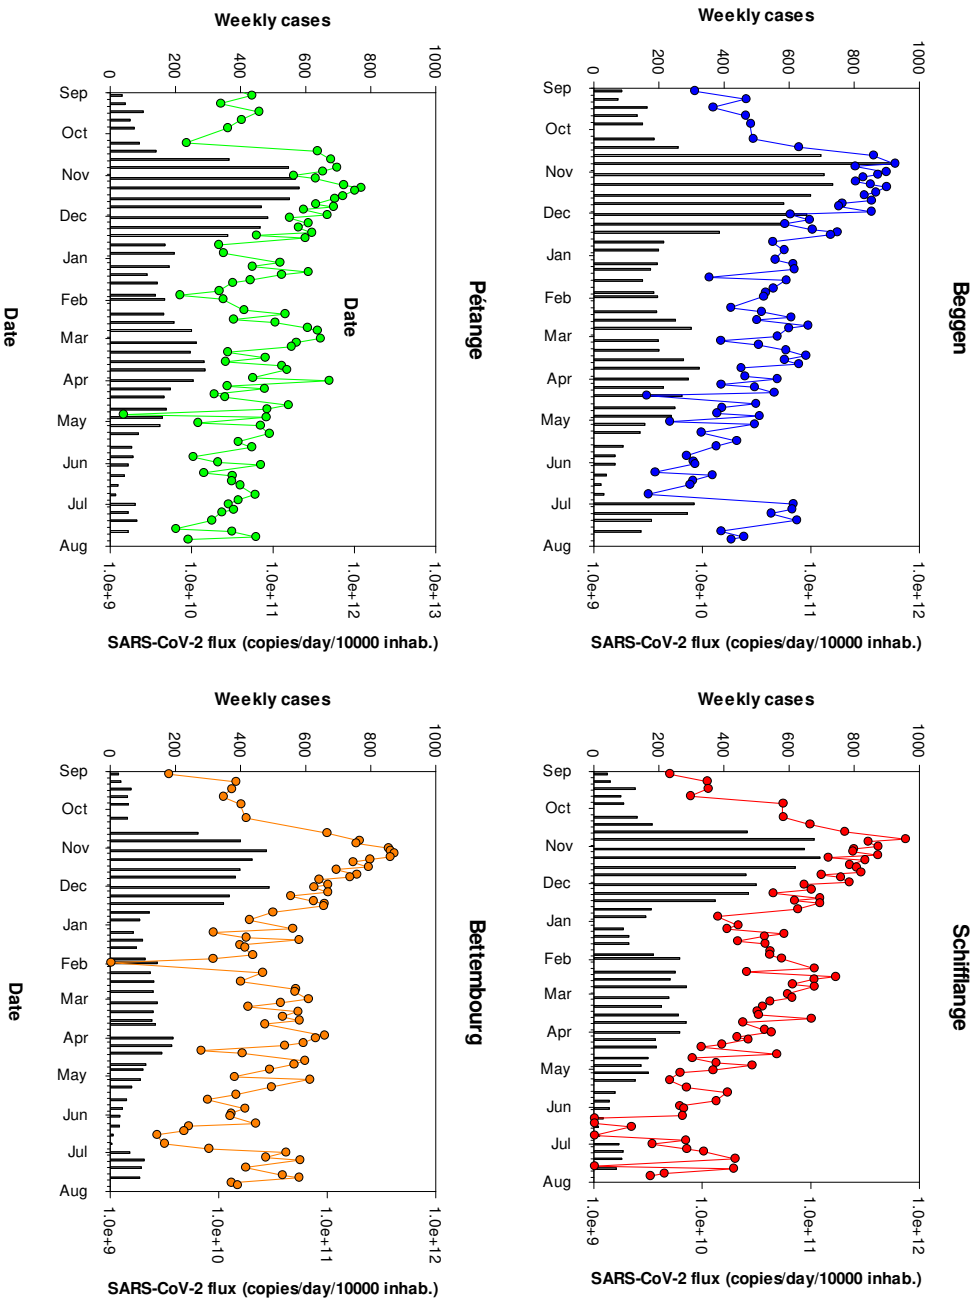 Beggen
Weekly cases
0 200 400 600 800 1000
Sep
Oct
Nov
Dec
Jan
Feb
Mar
Apr
May
Jun
Jul
Aug
1.0e+9 1.0e+10 1.0e+11 1.0e+12
SARS-CoV-2 flux (copies/day/10000 inhab.)
Date
Schifflange
Weekly cases
0 200 400 600 800 1000
Sep
Oct
Nov
Dec
Jan
Feb
Mar
Apr
May
Jun
Jul
Aug
1.0e+9 1.0e+10 1.0e+11 1.0e+12
SARS-CoV-2 flux (copies/day/10000 inhab.)
Pétange
Weekly cases
0 200 400 600 800 1000
Sep
Oct
Nov
Dec
Jan
Feb
Mar
Apr
May
Jun
Jul
Aug
1.0e+9 1.0e+10 1.0e+11 1.0e+12 1.0e+13
SARS-CoV-2 flux (copies/day/10000 inhab.)
Date
Bettembourg
Weekly cases
0 200 400 600 800 1000
Sep
Oct
Nov
Dec
Jan
Feb
Mar
Apr
May
Jun
Jul
Aug
1.0e+9 1.0e+10 1.0e+11 1.0e+12
SARS-CoV-2 flux (copies/day/10000 inhab.)
Date